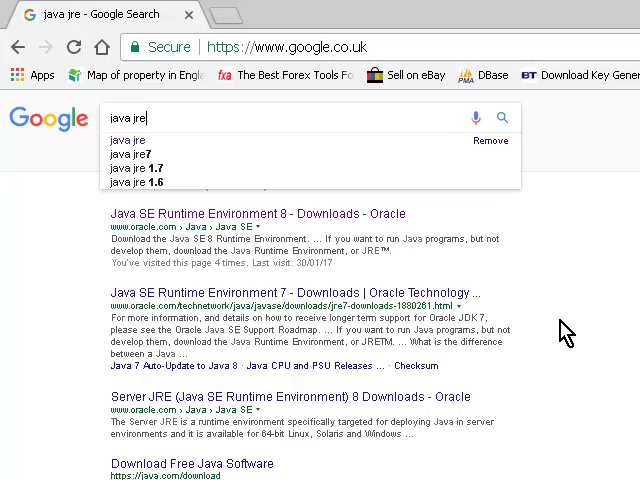 java jre - Google Search
Secure | https://www.google.co.uk
Apps Map of property in Engl The Best Forex Tools Fo Sell on eBay DBase BT Download Key Gener
Google
java jre
java jre Remove
java jre7
java jre 1.7
java jre 1.6
Java SE Runtime Environment 8 - Downloads - Oracle
www.oracle.com › Java › Java SE
Download the Java SE 8 Runtime Environment. ... If you want to run Java programs, but not
develop them, download the Java Runtime Environment, or JRE™.
You've visited this page 4 times. Last visit: 30/01/17
Java SE Runtime Environment 7 - Downloads | Oracle Technology ...
www.oracle.com/technetwork/java/javase/downloads/jre7-downloads-1880261.html
For more information, and details on how to receive longer term support for Oracle JDK 7,
please see the Oracle Java SE Support Roadmap. ... If you want to run Java programs, but not
develop them, download the Java Runtime Environment, or JRETM. ... What is the difference
between a Java ...
Java 7 Auto-Update to Java 8 · Java CPU and PSU Releases ... · Checksum
Server JRE (Java SE Runtime Environment) 8 Downloads - Oracle
www.oracle.com › Java › Java SE
The Server JRE is a runtime environment specifically targeted for deploying Java in server
environments and it is available for 64-bit Linux, Solaris and Windows ...
Download Free Java Software
https://java.com/download